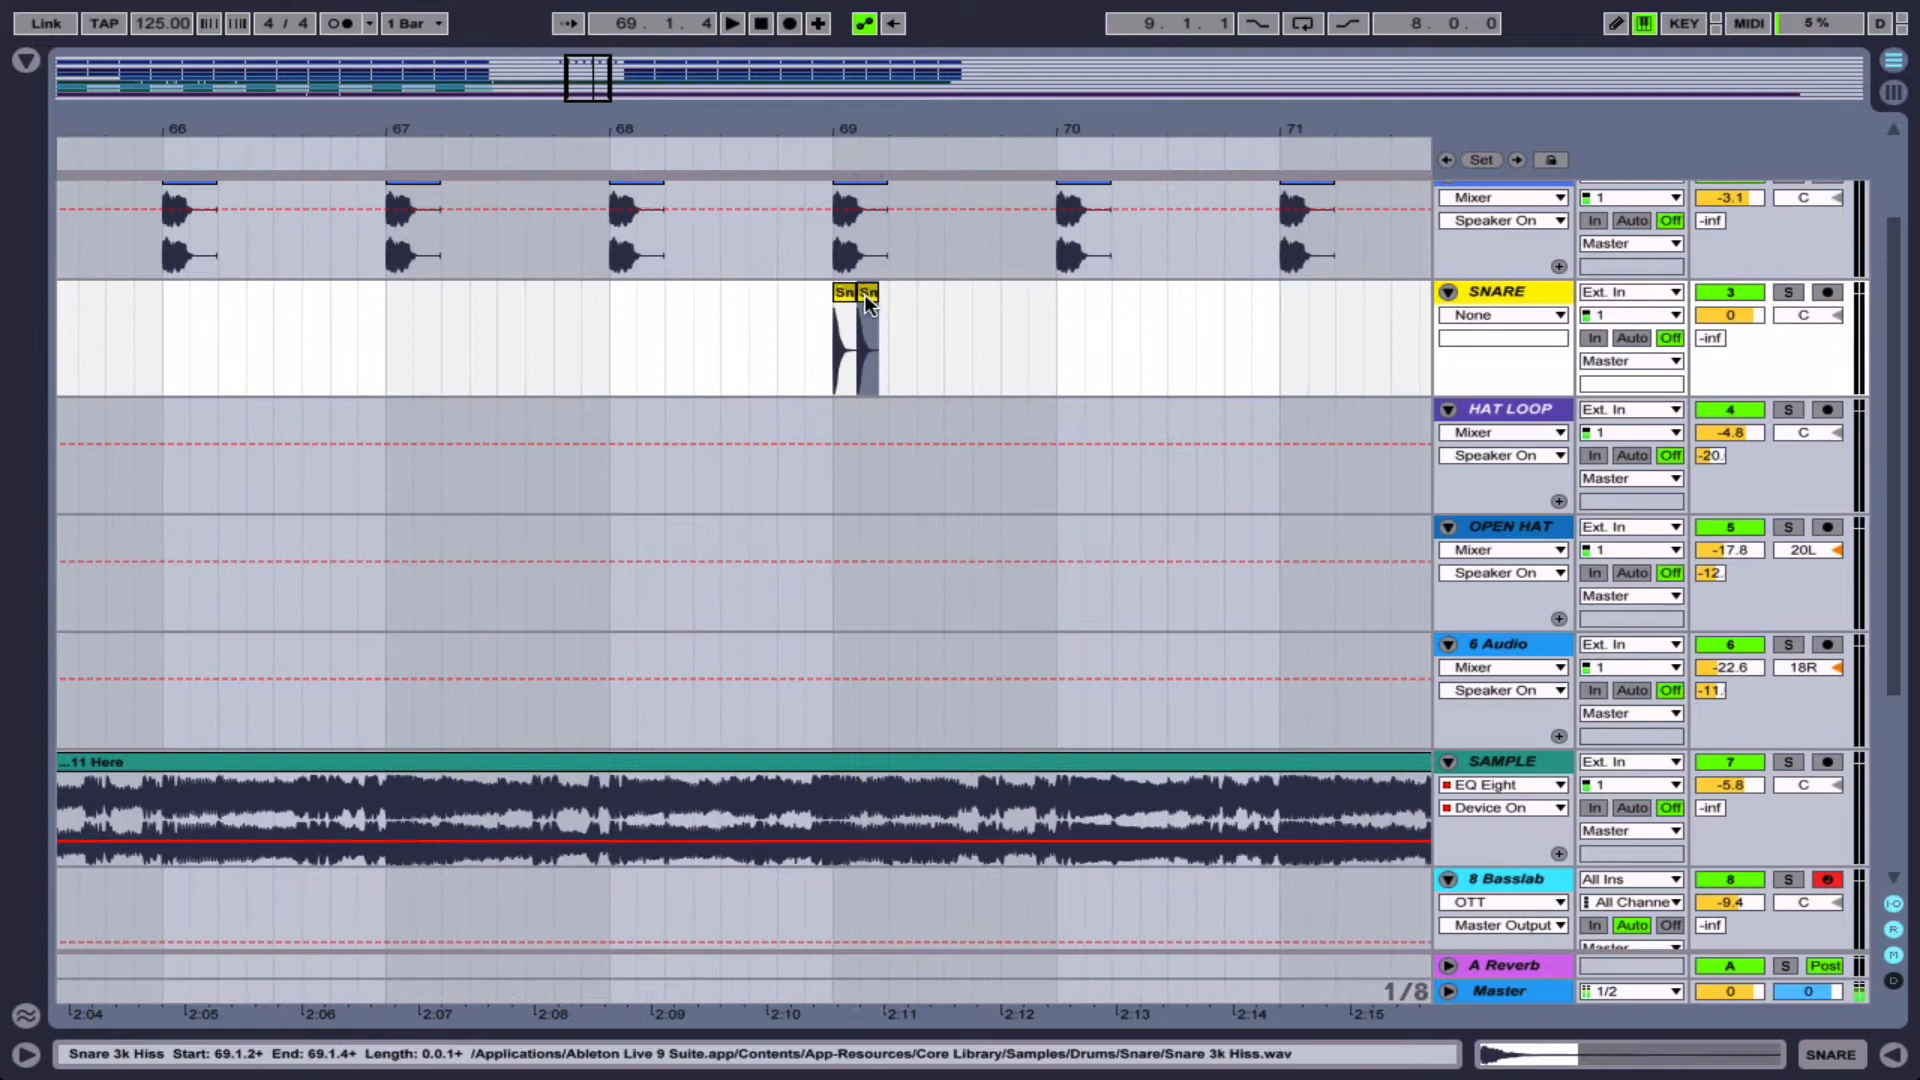 Link TAP 125.00 4 / 4 1 Bar 69. 1. 4 9. 1. 1 8. 0. 0 KEY MIDI 5 % D
66 67 68 69 70 71
Set
Mixer 1 -3.1 C
Speaker On In Auto Off -inf
Master
Sn Sn SNARE Ext. In 3 S
None 1 0 C
In Auto Off -inf
Master
HAT LOOP Ext. In 4 S
Mixer 1 -4.8 C
Speaker On In Auto Off -20.
Master
OPEN HAT Ext. In 5 S
Mixer 1 -17.8 20L
Speaker On In Auto Off -12.
Master
6 Audio Ext. In 6 S
Mixer 1 -22.6 18R
Speaker On In Auto Off -11.
Master
...11 Here SAMPLE Ext. In 7 S
EQ Eight 1 -5.8 C
Device On In Auto Off -inf
Master
8 Basslab All Ins 8 S
OTT All Channe -9.4 C
Master Output In Auto Off -inf
Master
A Reverb A S Post
1/8 Master 1/2 0 0
I-O
R
M
D
2:04 2:05 2:06 2:07 2:08 2:09 2:10 2:11 2:12 2:13 2:14 2:15
Snare 3k Hiss Start: 69.1.2+ End: 69.1.4+ Length: 0.0.1+ /Applications/Ableton Live 9 Suite.app/Contents/App-Resources/Core Library/Samples/Drums/Snare/Snare 3k Hiss.wav SNARE